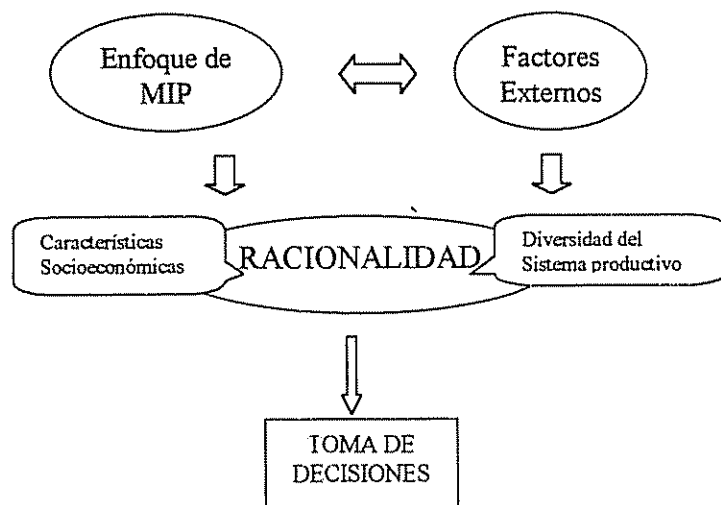 Enfoque de
MIP
Factores
Externos
Características
Socioeconómicas
RACIONALIDAD
Diversidad del
Sistema productivo
TOMA DE
DECISIONES